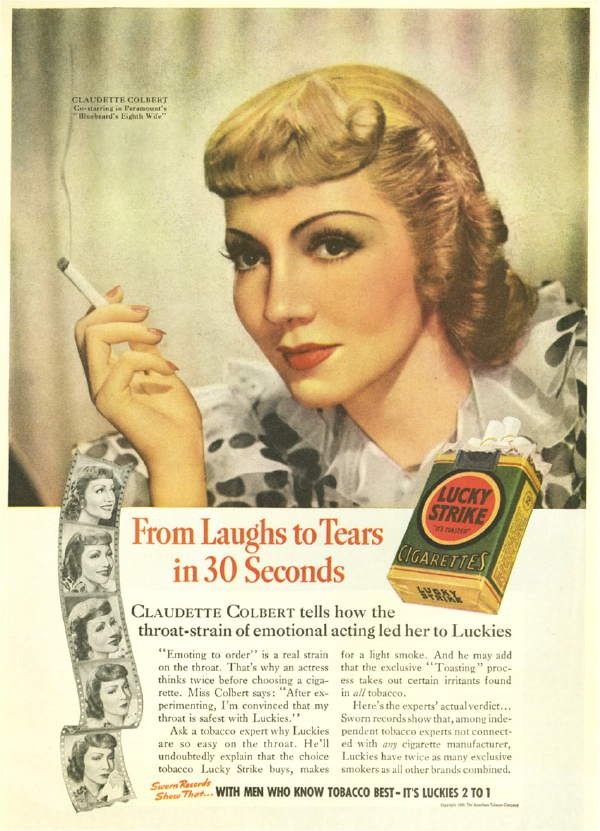 CLAUDETTE COLBERT
Co-starring in Paramount's
"Bluebeard's Eighth Wife"
LUCKY
STRIKE
"IT'S TOASTED"
CIGARETTES
LUCKY
STRIKE
From Laughs to Tears
in 30 Seconds
CLAUDETTE COLBERT tells how the
throat-strain of emotional acting led her to Luckies
"Emoting to order" is a real strain
on the throat. That's why an actress
thinks twice before choosing a ciga-
rette. Miss Colbert says: "After ex-
perimenting, I'm convinced that my
throat is safest with Luckies."
Ask a tobacco expert why Luckies
are so easy on the throat. He'll
undoubtedly explain that the choice
tobacco Lucky Strike buys, makes
for a light smoke. And he may add
that the exclusive "Toasting" proc-
ess takes out certain irritants found
in all tobacco.
Here's the experts' actual verdict...
Sworn records show that, among inde-
pendent tobacco experts not connect-
ed with any cigarette manufacturer,
Luckies have twice as many exclusive
smokers as all other brands combined.
Sworn Records
Show That...
WITH MEN WHO KNOW TOBACCO BEST-IT'S LUCKIES 2 TO 1
The American Tobacco Company